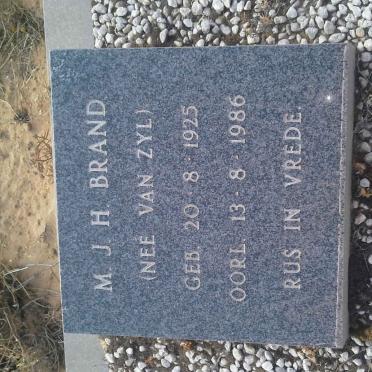 M J H BRAND
(NEE VAN ZYL)
GEB. 20 · 8 · 1925
OORL. 13 · 8 · 1986
RUS IN VREDE.